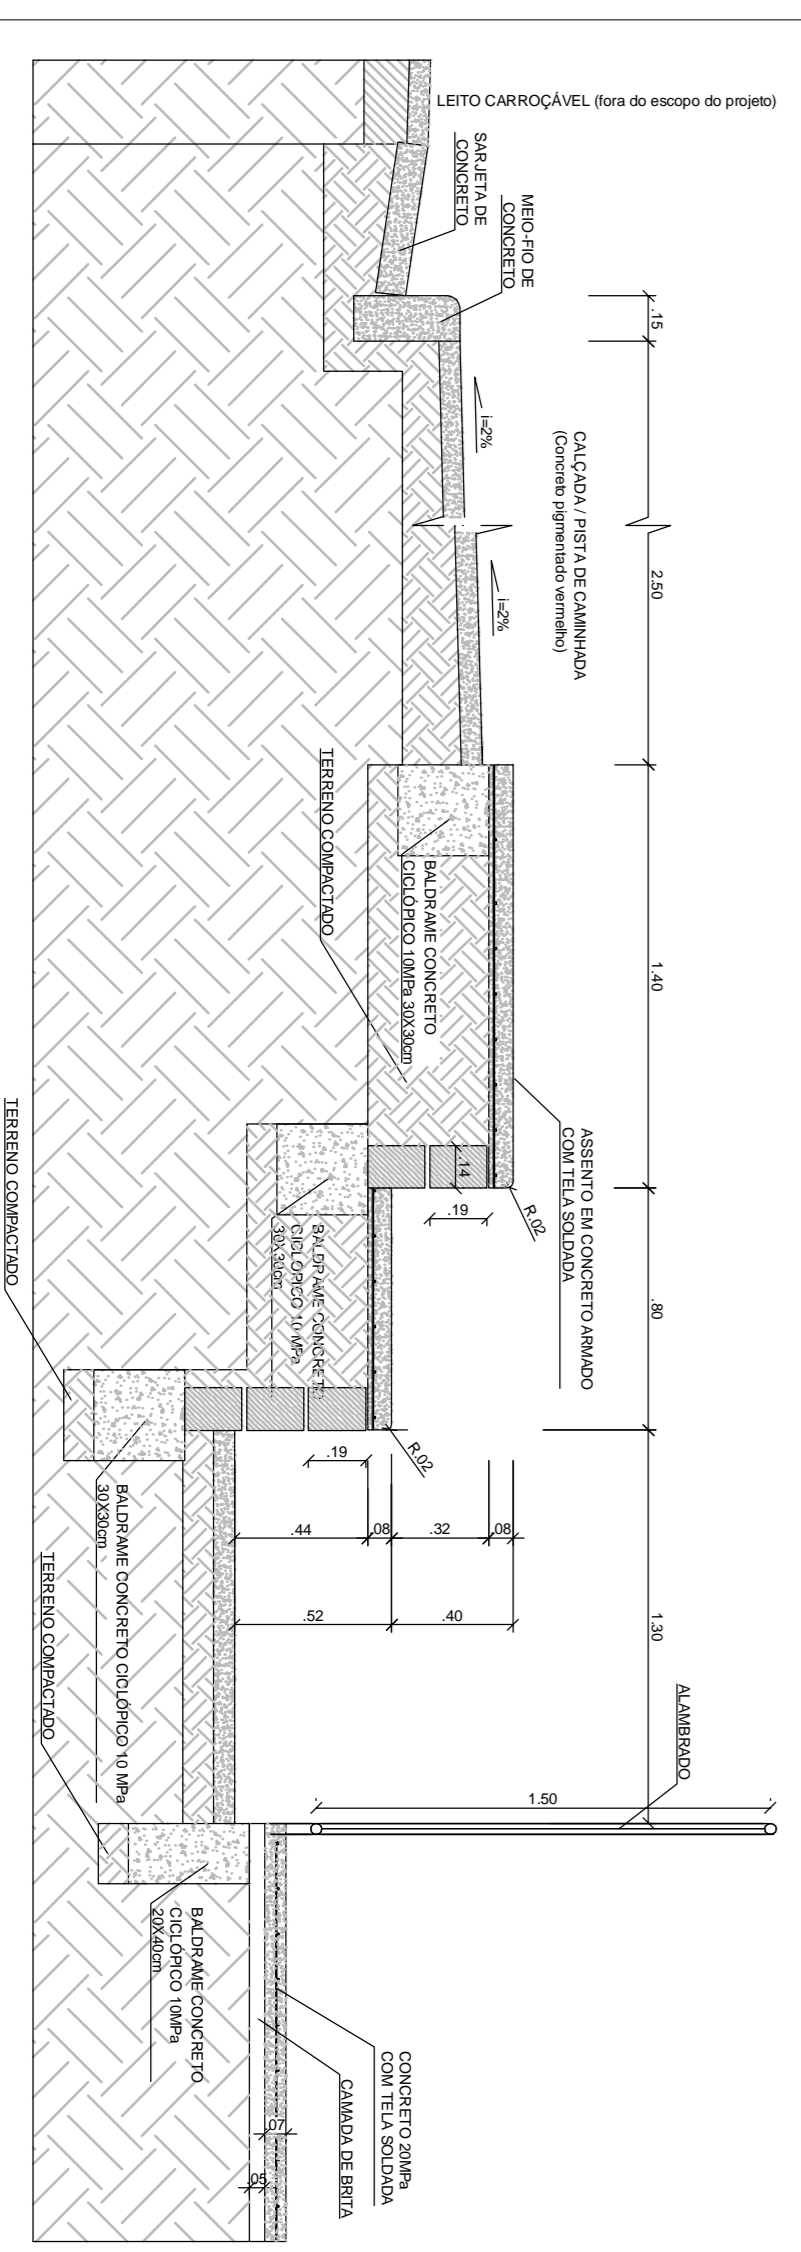 LEITO CARROÇÁVEL (fora do escopo do projeto)
SARJETA DE
CONCRETO
MEIO-FIO DE
CONCRETO
.15
i=2%
CALÇADA / PISTA DE CAMINHADA
(Concreto pigmentado vermelho)
2.50
i=2%
TERRENO COMPACTADO
BALDRAME CONCRETO
CICLÓPICO 10MPa 30X30cm
1.40
ASSENTO EM CONCRETO ARMADO
COM TELA SOLDADA
.14
.19
R.02
TERRENO COMPACTADO
BALDRAME CONCRETO
CICLÓPICO 10 MPa
30X30cm
.80
.19
R.02
.44
.08
.32
.08
.52
.40
BALDRAME CONCRETO CICLÓPICO 10 MPa
30X30cm
TERRENO COMPACTADO
1.30
ALAMBRADO
1.50
BALDRAME CONCRETO
CICLÓPICO 10MPa
20X40cm
CONCRETO 20MPa
COM TELA SOLDADA
CAMADA DE BRITA
.07
.05